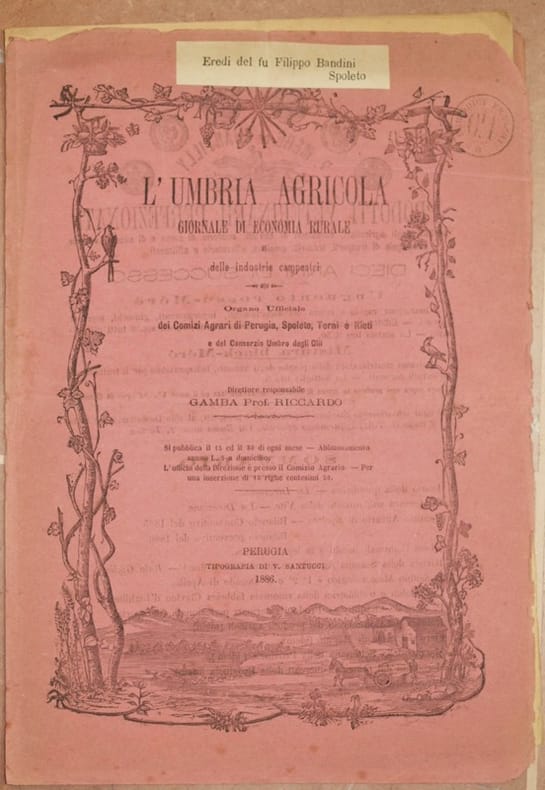 Eredi del fu Filippo Bandini
Spoleto
L'UMBRIA AGRICOLA
GIORNALE DI ECONOMIA RURALE
e
delle industrie campestri
Organo Ufficiale
dei Comizi Agrari di Perugia, Spoleto, Terni e Rieti
e del Consorzio Umbro degli Olii
Direttore responsabile
GAMBA Prof. RICCARDO
Si pubblica il 15 ed il 30 di ogni mese — Abbonamento
annuo L. 5 a domicilio.
L'ufficio della Direzione è presso il Comizio Agrario — Per
una inserzione di 15 righe centesimi 50.
PERUGIA
TIPOGRAFIA DI V. SANTUCCI
1886.